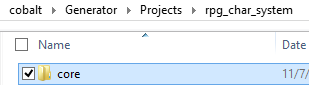 cobalt ▸ Generator ▸ Projects ▸ rpg_char_system
Name Date
core 11/7/